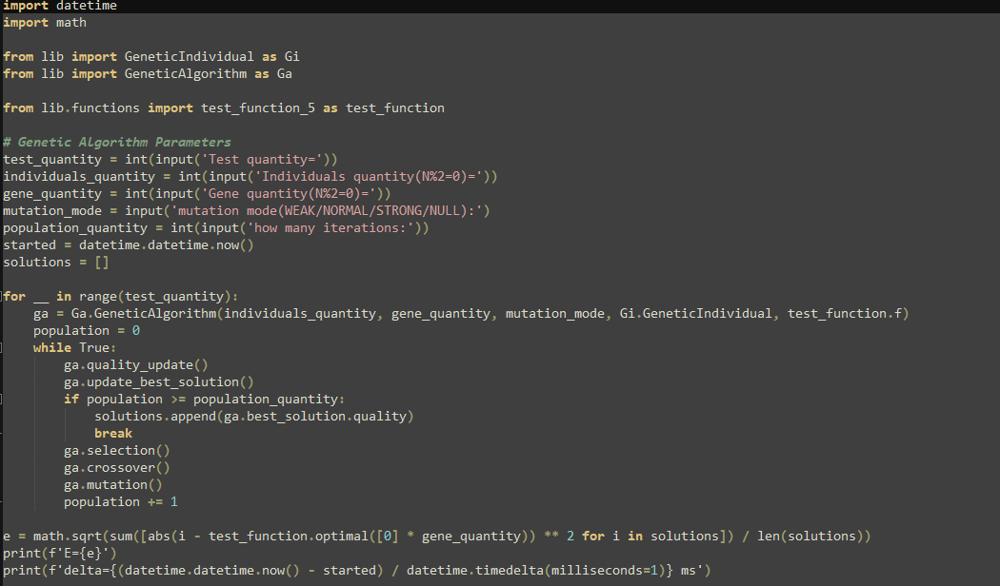 import datetime
import math
from lib import GeneticIndividual as Gi
from lib import GeneticAlgorithm as Ga
from lib.functions import test_function_5 as test_function
# Genetic Algorithm Parameters
test_quantity = int(input('Test quantity='))
individuals_quantity = int(input('Individuals quantity(N%2=0)='))
gene_quantity = int(input('Gene quantity(N%2=0)='))
mutation_mode = input('mutation mode(WEAK/NORMAL/STRONG/NULL):')
population_quantity = int(input('how many iterations:'))
started = datetime.datetime.now()
solutions = []
for __ in range(test_quantity):
    ga = Ga.GeneticAlgorithm(individuals_quantity, gene_quantity, mutation_mode, Gi.GeneticIndividual, test_function.f)
    population = 0
    while True:
        ga.quality_update()
        ga.update_best_solution()
        if population >= population_quantity:
            solutions.append(ga.best_solution.quality)
            break
        ga.selection()
        ga.crossover()
        ga.mutation()
        population += 1
e = math.sqrt(sum([abs(i - test_function.optimal([0] * gene_quantity)) ** 2 for i in solutions]) / len(solutions))
print(f'E={e}')
print(f'delta={(datetime.datetime.now() - started) / datetime.timedelta(milliseconds=1)} ms')